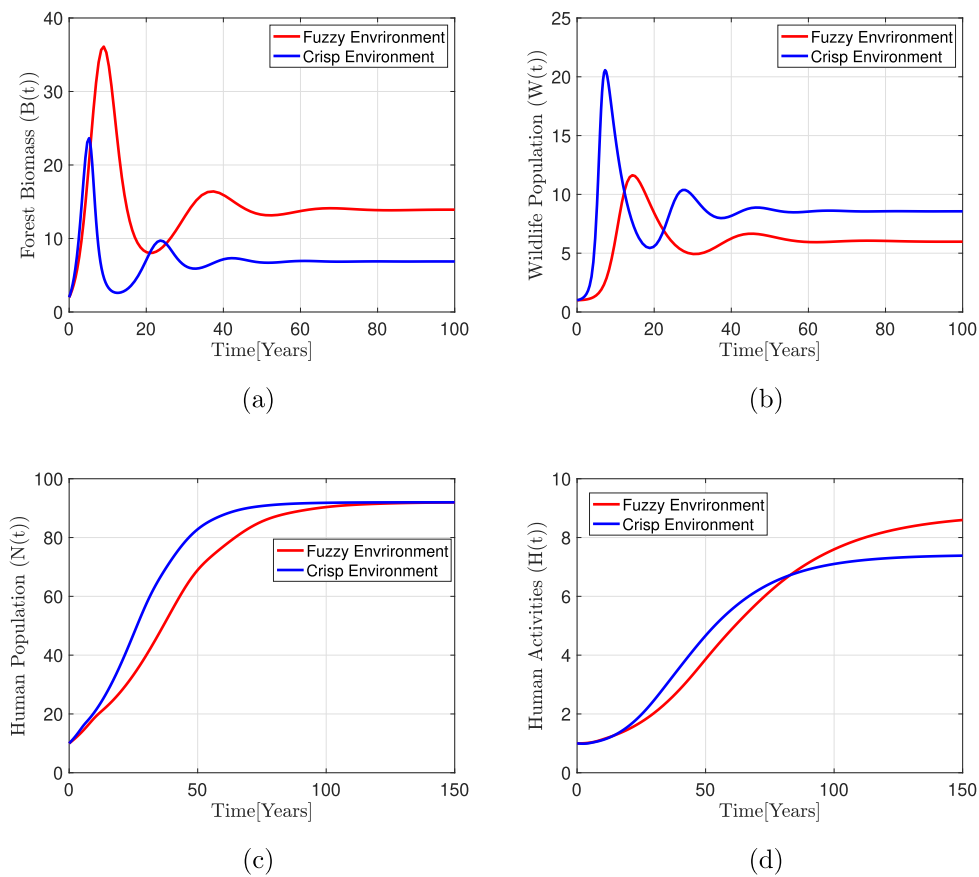 40
30
20
10
0
0 20 40 60 80 100
Forest Biomass (B(t))
Time[Years]
Fuzzy Envrironment
Crisp Environment
(a)
25
20
15
10
5
0
0 20 40 60 80 100
Wildlife Population (W(t))
Time[Years]
Fuzzy Envrironment
Crisp Environment
(b)
100
80
60
40
20
0
0 50 100 150
Human Population (N(t))
Time[Years]
Fuzzy Envrironment
Crisp Environment
(c)
10
8
6
4
2
0
0 50 100 150
Human Activities (H(t))
Time[Years]
Fuzzy Envrironment
Crisp Environment
(d)